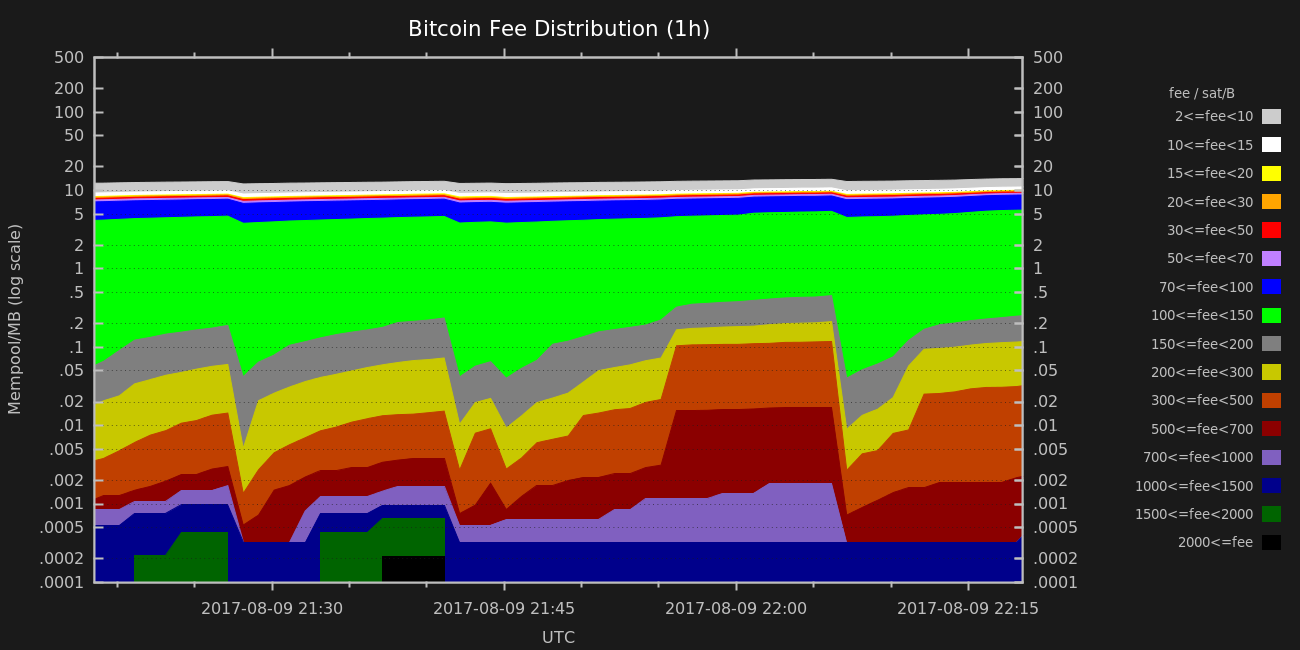 Bitcoin Fee Distribution (1h)
500
200
100
50
20
10
5
2
1
.5
.2
.1
.05
.02
.01
.005
.002
.001
.0005
.0002
.0001
Mempool/MB (log scale)
500
200
100
50
20
10
5
2
1
.5
.2
.1
.05
.02
.01
.005
.002
.001
.0005
.0002
.0001
2017-08-09 21:30
2017-08-09 21:45
2017-08-09 22:00
2017-08-09 22:15
UTC
fee / sat/B
2<=fee<10
10<=fee<15
15<=fee<20
20<=fee<30
30<=fee<50
50<=fee<70
70<=fee<100
100<=fee<150
150<=fee<200
200<=fee<300
300<=fee<500
500<=fee<700
700<=fee<1000
1000<=fee<1500
1500<=fee<2000
2000<=fee